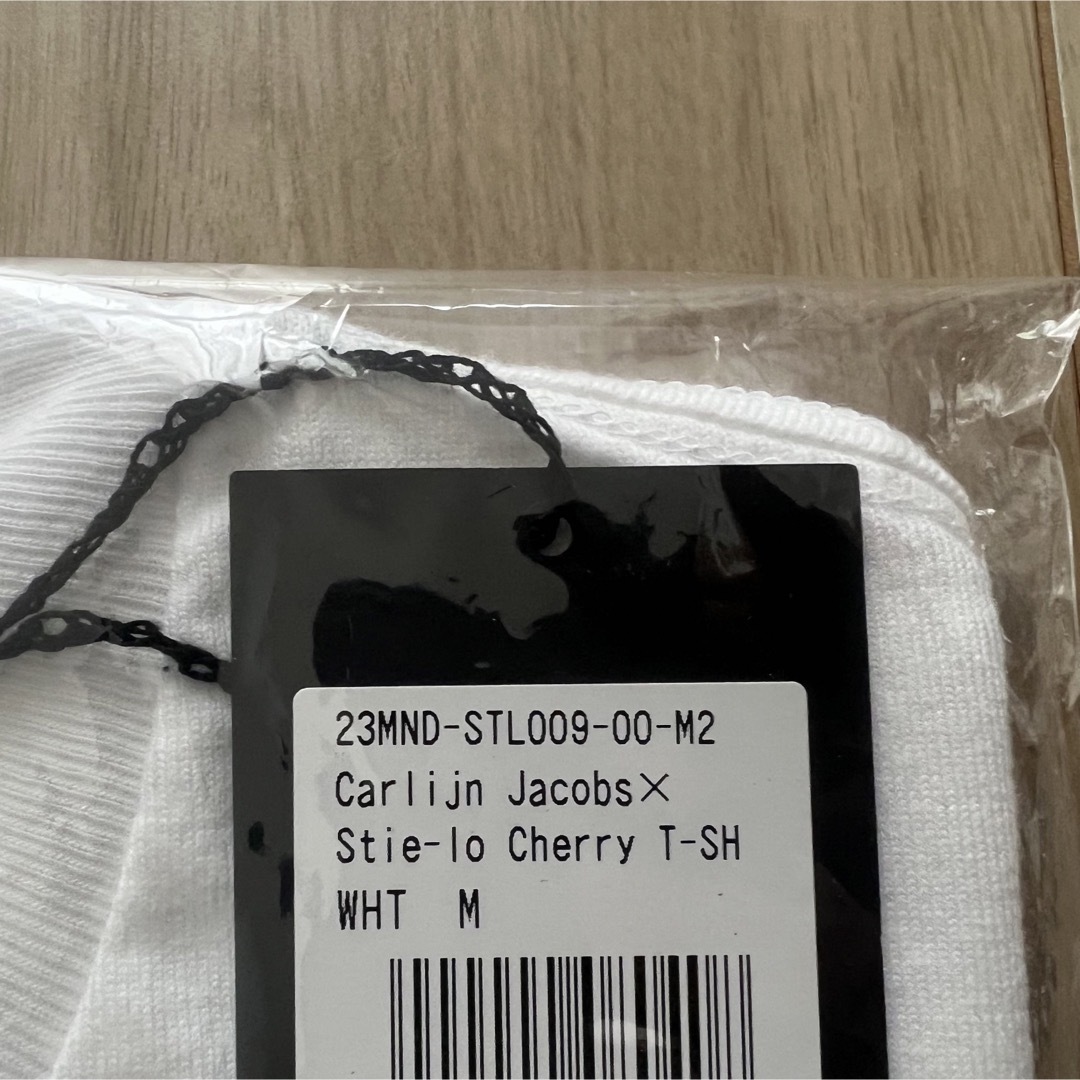 23MND-STL009-00-M2
Carlijn Jacobs×
Stie-lo Cherry T-SH
WHT M